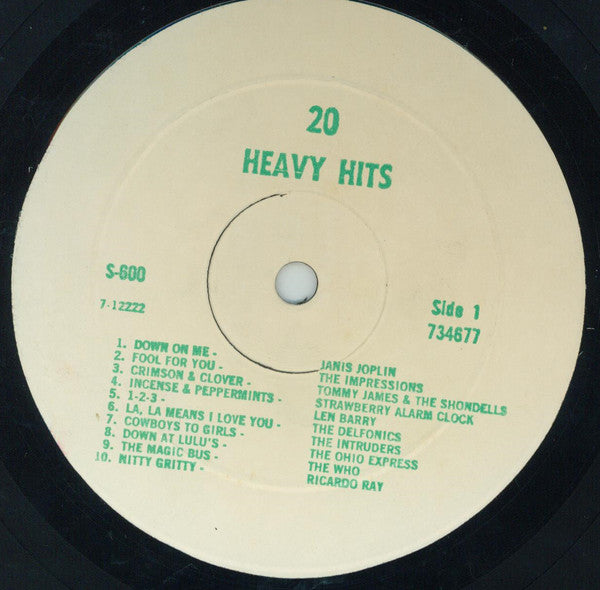 20
HEAVY HITS
S-600
7-12222
Side 1
734677
1. DOWN ON ME - JANIS JOPLIN
2. FOOL FOR YOU - THE IMPRESSIONS
3. CRIMSON & CLOVER - TOMMY JAMES & THE SHONDELLS
4. INCENSE & PEPPERMINTS - STRAWBERRY ALARM CLOCK
5. 1-2-3 - LEN BARRY
6. LA, LA MEANS I LOVE YOU - THE DELFONICS
7. COWBOYS TO GIRLS - THE INTRUDERS
8. DOWN AT LULU'S - THE OHIO EXPRESS
9. THE MAGIC BUS - THE WHO
10. NITTY GRITTY - RICARDO RAY